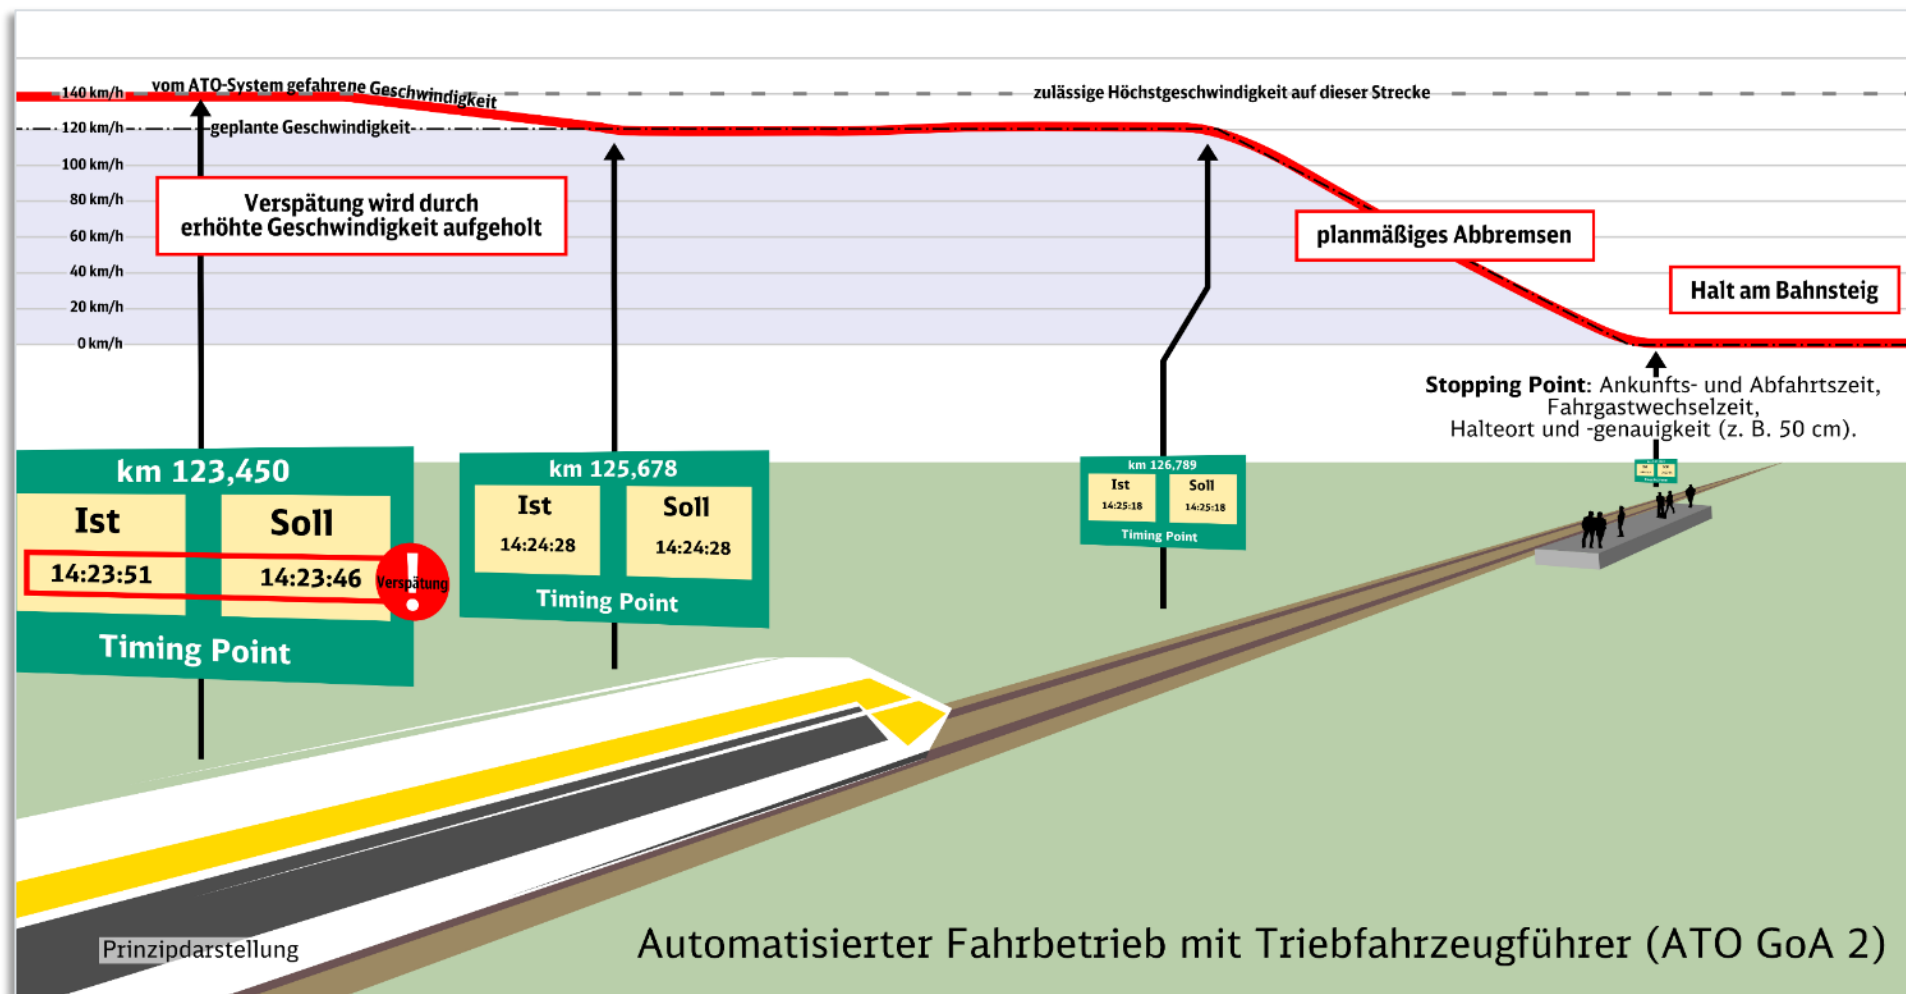 140 km/h
vom ATO-System gefahrene Geschwindigkeit
zulässige Höchstgeschwindigkeit auf dieser Strecke
120 km/h
geplante Geschwindigkeit
100 km/h
80 km/h
60 km/h
40 km/h
20 km/h
0 km/h
Verspätung wird durch
erhöhte Geschwindigkeit aufgeholt
planmäßiges Abbremsen
Halt am Bahnsteig
Stopping Point: Ankunfts- und Abfahrtszeit,
Fahrgastwechselzeit,
Halteort und -genauigkeit (z. B. 50 cm).
km 123,450
Ist Soll
14:23:51 14:23:46
Verspätung
Timing Point
km 125,678
Ist Soll
14:24:28 14:24:28
Timing Point
km 126,789
Ist Soll
14:25:18 14:25:18
Timing Point
Prinzipdarstellung
Automatisierter Fahrbetrieb mit Triebfahrzeugführer (ATO GoA 2)